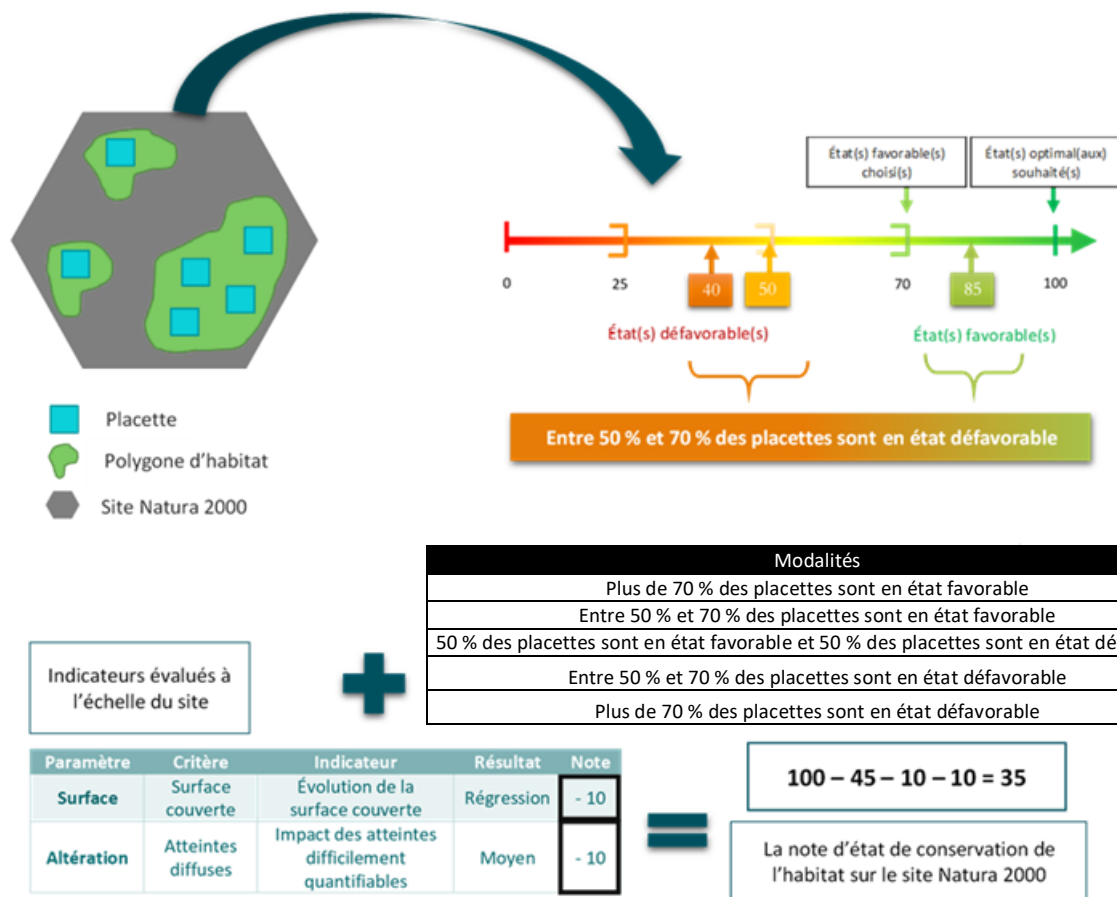 État(s) favorable(s)
choisi(s)
État(s) optimal(aux)
souhaité(s)
0
25
40
50
70
85
100
État(s) défavorable(s)
État(s) favorable(s)
Entre 50 % et 70 % des placettes sont en état défavorable
Placette
Polygone d'habitat
Site Natura 2000
Modalités
Plus de 70 % des placettes sont en état favorable
Entre 50 % et 70 % des placettes sont en état favorable
50 % des placettes sont en état favorable et 50 % des placettes sont en état dé
Entre 50 % et 70 % des placettes sont en état défavorable
Plus de 70 % des placettes sont en état défavorable
Indicateurs évalués à
l'échelle du site
Paramètre Critère Indicateur Résultat Note
Surface Surface couverte Évolution de la surface couverte Régression - 10
Altération Atteintes diffuses Impact des atteintes difficilement quantifiables Moyen - 10
100 – 45 – 10 – 10 = 35
La note d'état de conservation de
l'habitat sur le site Natura 2000